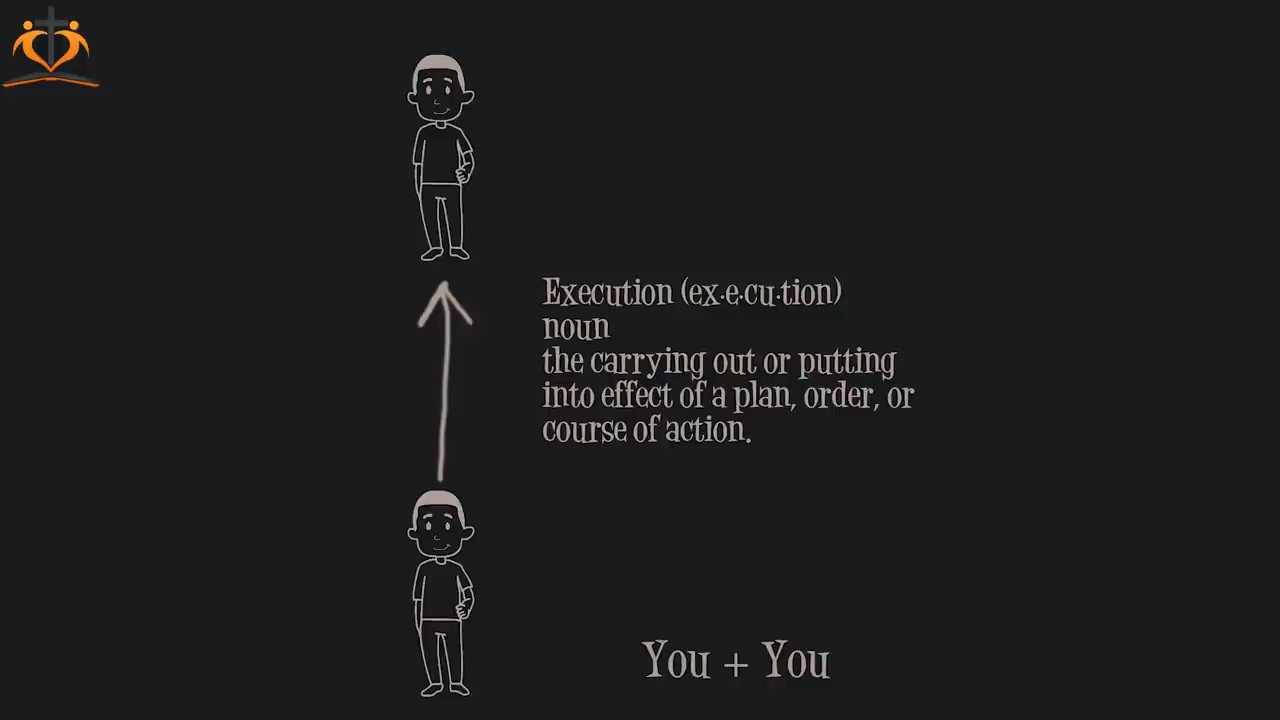 Execution (ex·e·cu·tion)
noun
the carrying out or putting
into effect of a plan, order, or
course of action.
You + You